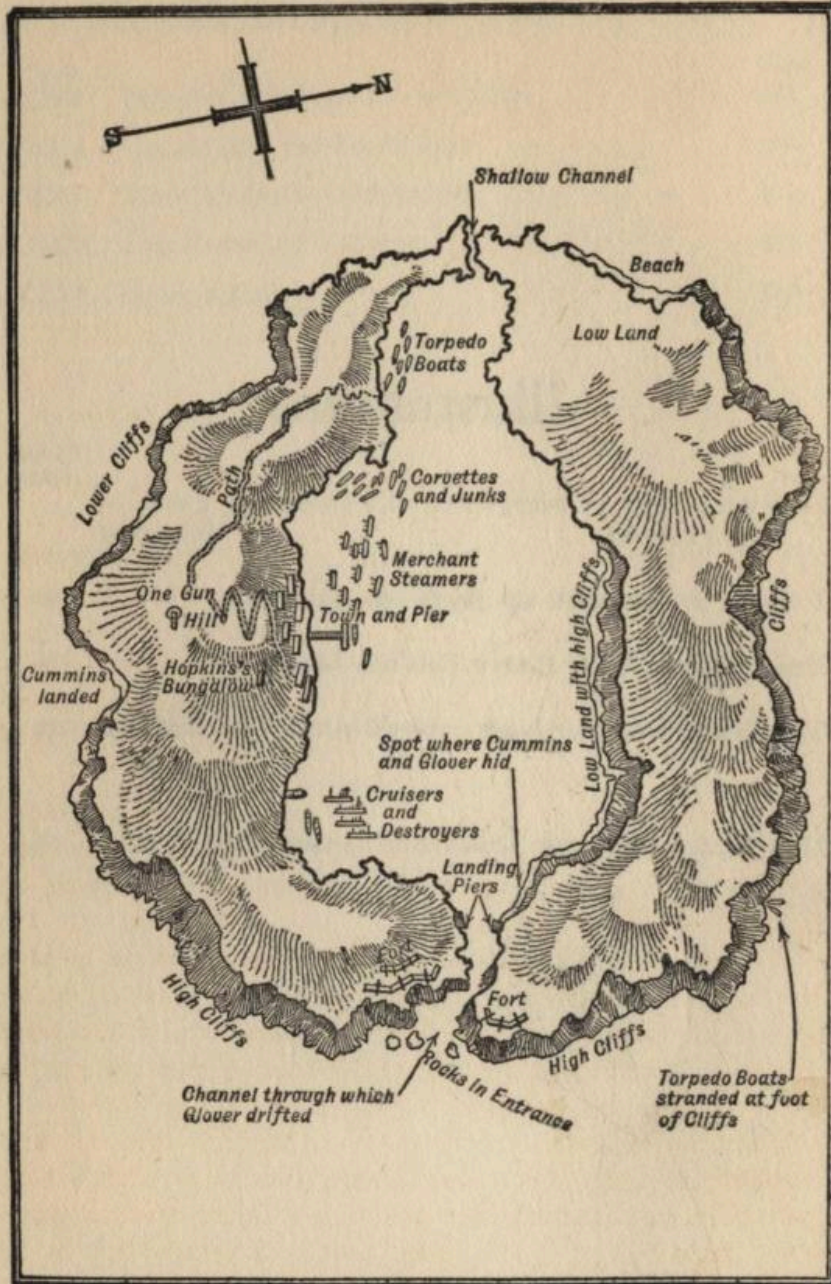 N
S
Shallow Channel
Beach
Low Land
Torpedo
Boats
Lower Cliffs
Path
Corvettes
and Junks
Merchant
Steamers
Cliffs
One Gun
Hill
Town and Pier
Hopkins's
Bungalow
Cummins
landed
Low Land with high Cliffs
Spot where Cummins
and Glover hid
Cruisers
and
Destroyers
Landing
Piers
Fort
Fort
High Cliffs
High Cliffs
Rocks in Entrance
Channel through which
Glover drifted
Torpedo Boats
stranded at foot
of Cliffs